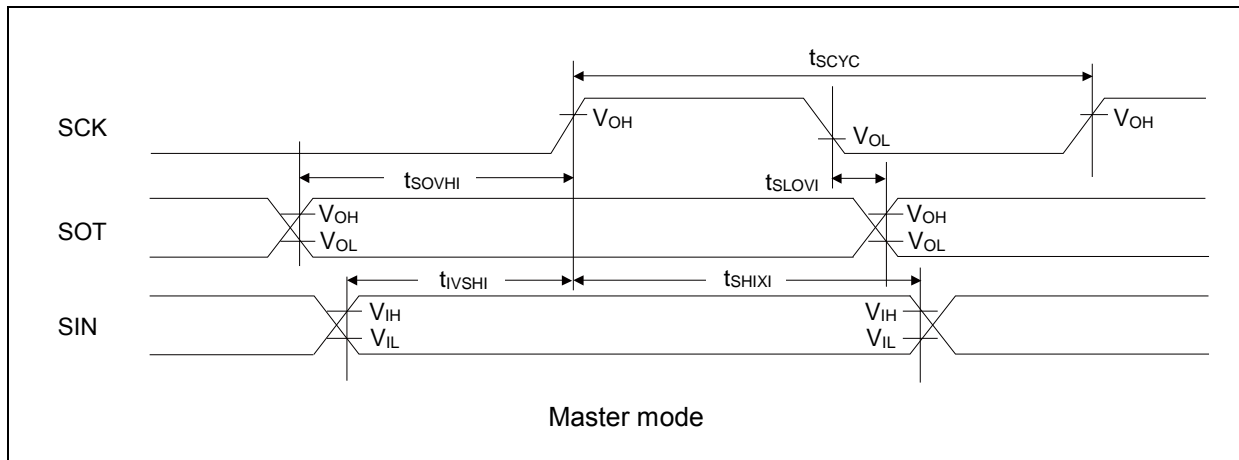 tSCYC
SCK
VOH
VOL
VOH
tSOVHI
tSLOVI
SOT
VOH
VOL
VOH
VOL
tIVSHI
tSHIXI
SIN
VIH
VIL
VIH
VIL
Master mode